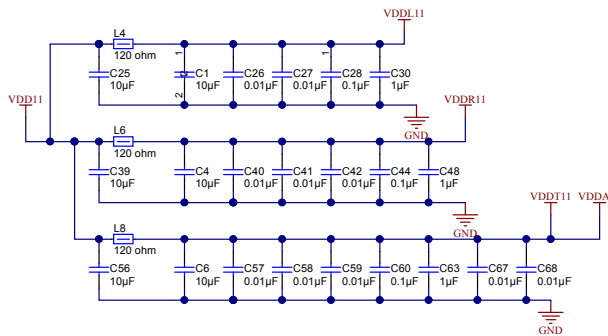 VDDL11
L4
120 ohm
1
1
C25
10µF
C1
10µF
C26
0.01µF
C27
0.01µF
C28
0.1µF
C30
1µF
2
VDD11
GND
VDDR11
L6
120 ohm
C39
10µF
C4
10µF
C40
0.01µF
C41
0.01µF
C42
0.01µF
C44
0.1µF
C48
1µF
GND
VDDT11
VDDA
L8
120 ohm
C56
10µF
C6
10µF
C57
0.01µF
C58
0.01µF
C59
0.01µF
C60
0.1µF
C63
1µF
C67
0.01µF
C68
0.01µF
GND